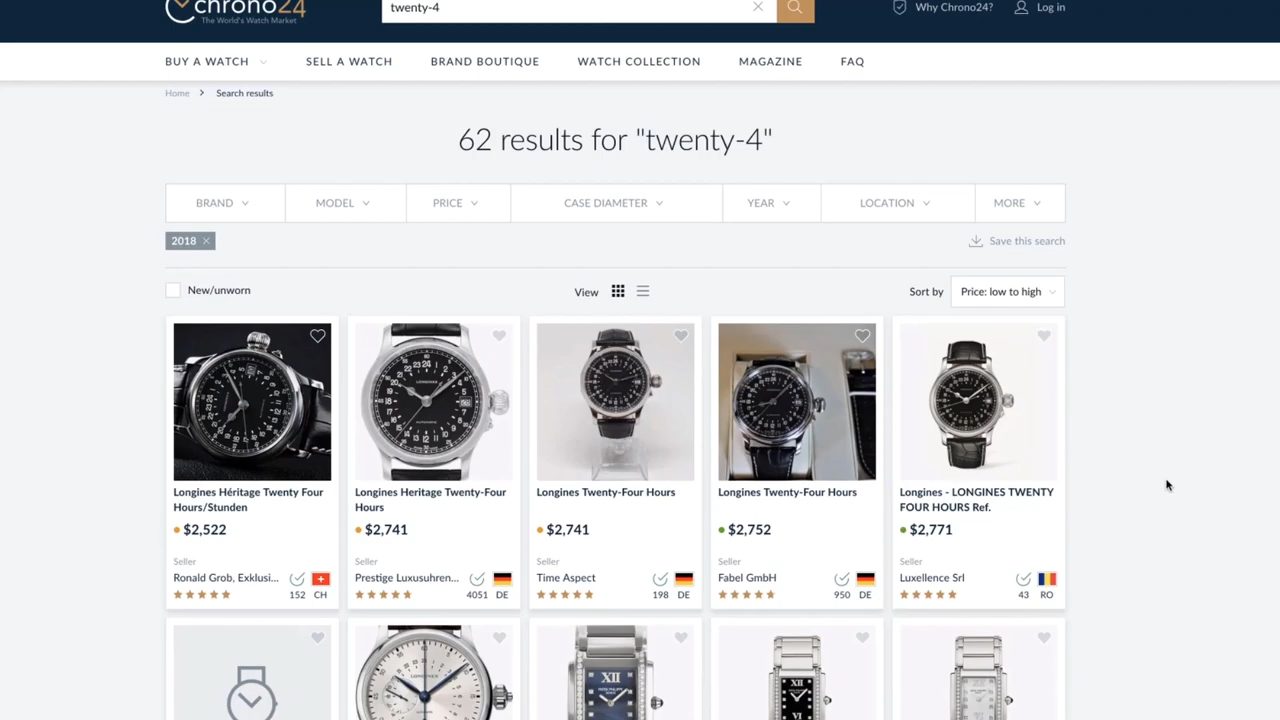 chrono24
The World's Watch Market
twenty-4
Why Chrono24?
Log in
BUY A WATCH
SELL A WATCH
BRAND BOUTIQUE
WATCH COLLECTION
MAGAZINE
FAQ
Home
Search results
62 results for "twenty-4"
BRAND
MODEL
PRICE
CASE DIAMETER
YEAR
LOCATION
MORE
2018
Save this search
New/unworn
View
Sort by
Price: low to high
Longines Héritage Twenty Four
Hours/Stunden
$2,522
Seller
Ronald Grob, Exklusi...
152 CH
Longines Heritage Twenty-Four
Hours
$2,741
Seller
Prestige Luxusuhren...
4051 DE
Longines Twenty-Four Hours
$2,741
Seller
Time Aspect
198 DE
Longines Twenty-Four Hours
$2,752
Seller
Fabel GmbH
950 DE
Longines - LONGINES TWENTY
FOUR HOURS Ref.
$2,771
Seller
Luxellence Srl
43 RO
XII
XII
VI